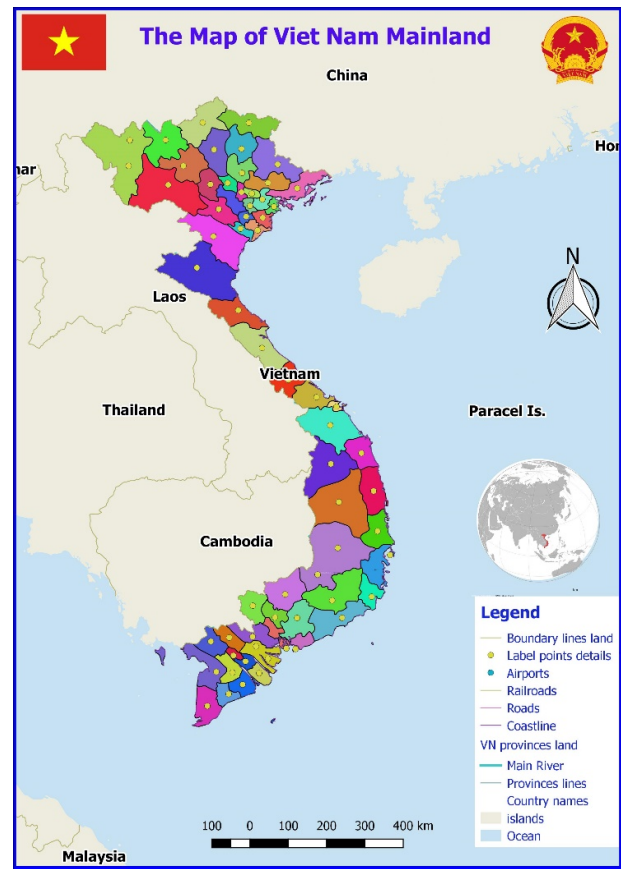 The Map of Viet Nam Mainland
China
Hor
nar
N
Laos
Vietnam
Thailand
Paracel Is.
Cambodia
Legend
Boundary lines land
Label points details
Airports
Railroads
Roads
Coastline
VN provinces land
Main River
Provinces lines
Country names
islands
Ocean
100 0 100 200 300 400 km
Malaysia